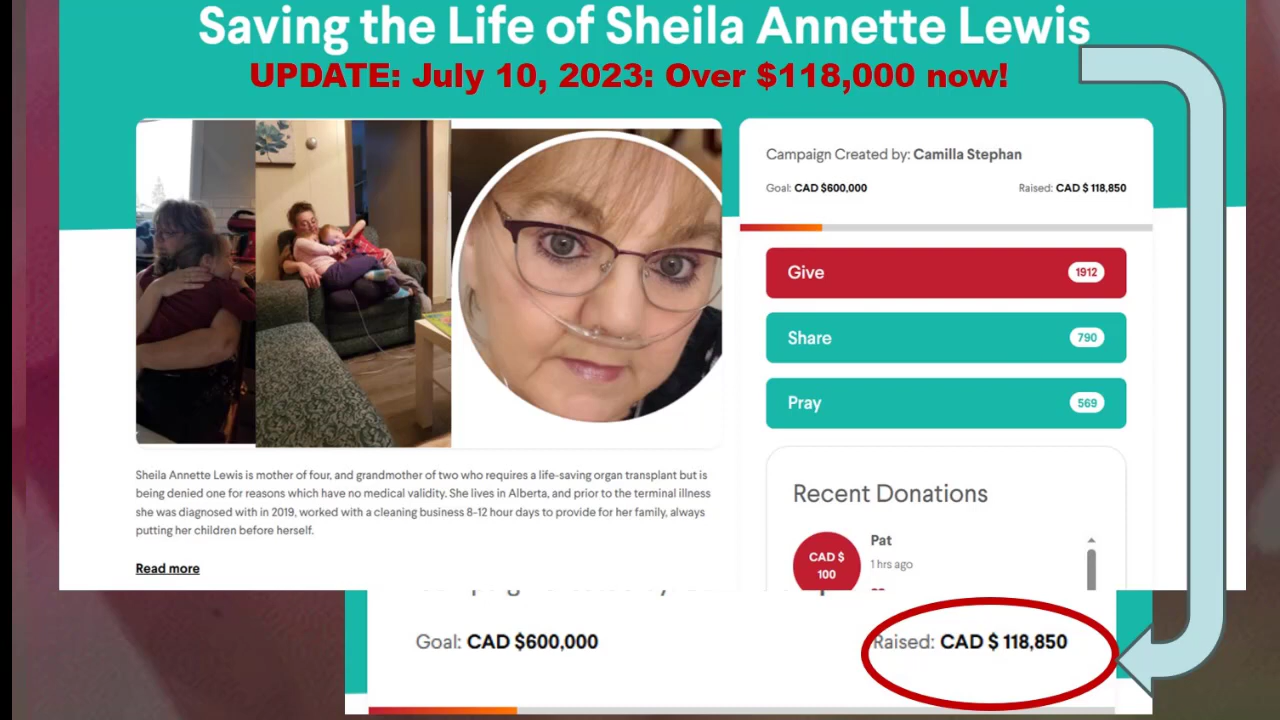 Saving the Life of Sheila Annette Lewis
UPDATE: July 10, 2023: Over $118,000 now!
Campaign Created by: Camilla Stephan
Goal: CAD $600,000
Raised: CAD $ 118,850
Give 1912
Share 790
Pray 569
Sheila Annette Lewis is mother of four, and grandmother of two who requires a life-saving organ transplant but is
being denied one for reasons which have no medical validity. She lives in Alberta, and prior to the terminal illness
she was diagnosed with in 2019, worked with a cleaning business 8-12 hour days to provide for her family, always
putting her children before herself.
Read more
Recent Donations
CAD $
100
Pat
1 hrs ago
Goal: CAD $600,000
Raised: CAD $ 118,850